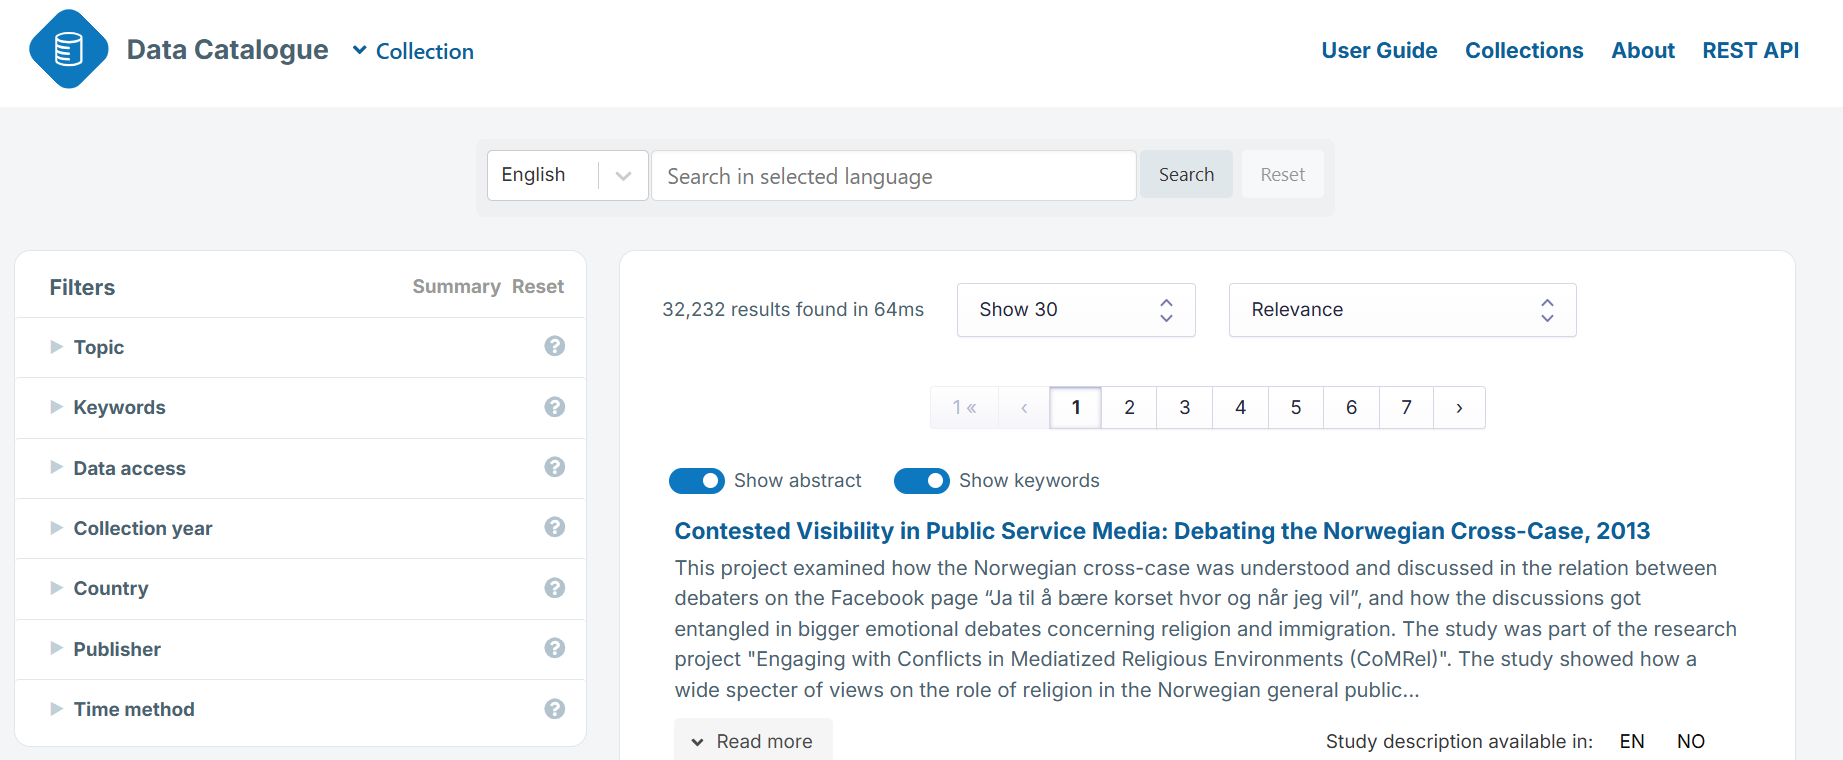 Data Catalogue Collection User Guide Collections About REST API
English Search in selected language Search Reset
Filters Summary Reset
Topic ?
Keywords ?
Data access ?
Collection year ?
Country ?
Publisher ?
Time method ?
32,232 results found in 64ms Show 30 Relevance
1 « ‹ 1 2 3 4 5 6 7 ›
Show abstract Show keywords
Contested Visibility in Public Service Media: Debating the Norwegian Cross-Case, 2013
This project examined how the Norwegian cross-case was understood and discussed in the relation between
debaters on the Facebook page “Ja til å bære korset hvor og når jeg vil”, and how the discussions got
entangled in bigger emotional debates concerning religion and immigration. The study was part of the research
project "Engaging with Conflicts in Mediatized Religious Environments (CoMRel)". The study showed how a
wide specter of views on the role of religion in the Norwegian general public...
Read more Study description available in: EN NO